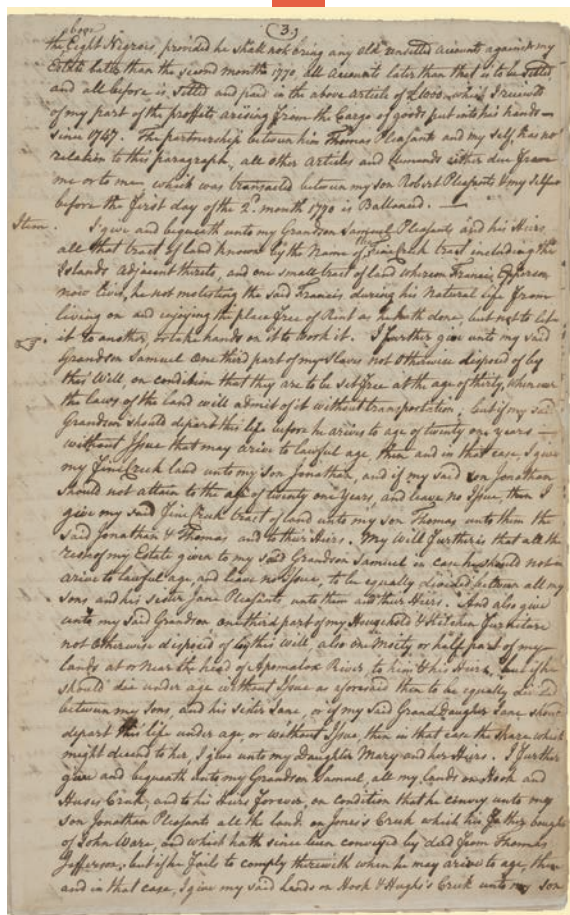 (3.)
above
the Eight Negroes, provided he shall not bring any old unsettled accounts against my
Estate later than the second month 1770, all accounts later than that is to be settled
and all before is settled and paid in the above article of which I
of my part of the proffits arising from the Cargo of goods put into his hands
since 1747. The partnership between him Thomas Pleasants and my self has no
relation to this paragraph, all other articles and demands either due from
me or to me which was transacted between my son Robert Pleasants & my self
before the first day of the 2d. month 1770 is Ballanced. —
Item. I give and bequeath unto my Grandson Samuel Pleasants and his Heirs
all that tract of land known by the Name of the Fine Creek tract including the
Islands adjacent thereto, and one small tract of land whereon Francis Epperson
now lives, he not molesting the said Francis during his Natural life from
living on and enjoying the place free of Rint as he hath done, but not to let
it to another, or take hands on it to work it. I further give unto my said
Grandson Samuel One third part of my Slaves not Otherwise disposed of by
this Will, on condition that they are to be set free at the age of thirty, whenever
the laws of the land will admit of it without transportation; but if my said
Grandson should depart this life before he arives to age of twenty one years —
without Issue that may arive to lawful age, then and in that case, I give
my Fine Creek land unto my Son Jonathan, and if my said son Jonathan
should not attain to the age of twenty one years, and leave no Issue, then I
give my said Fine Creek tract of land unto my son Thomas unto them the
said Jonathan & Thomas and to their Heirs. My Will further is that all the
rest of my Estate given to my said Grandson Samuel in case he should not
arive to lawful age, and leave no Issue, to be equally divided between all my
Sons and his sister Jane Pleasants unto them and their Heirs. And also give
unto my said Grandson one third part of my Household & Kitchen furneture
not otherwise disposed of by this will, also one Moity or half part of my
lands at or near the head of Apomatox River, to him & his Heirs, but if he
should die under age without Issue as aforesaid then to be equally divided
between my Sons, and his sister Jane, or if my said Grand Daughter Jane should
depart this life under age, or without Issue, then in that case the share which
might decend to her, I give unto my Daughter Mary and her Heirs. I further
give and bequeath unto my Grandson Samuel, all my lands on Hook and
Creek, and to his Heirs forever, on condition that he convey unto my
Son Jonathan Pleasants all the land on Jones's Creek which his father bought
of John Ware, and which hath since been conveyed by deed from Thomas
Jefferson, but if he fails to comply therewith when he may arive to age, then
and in that case, I give my said lands on Hook & Hughs's Creek unto my son